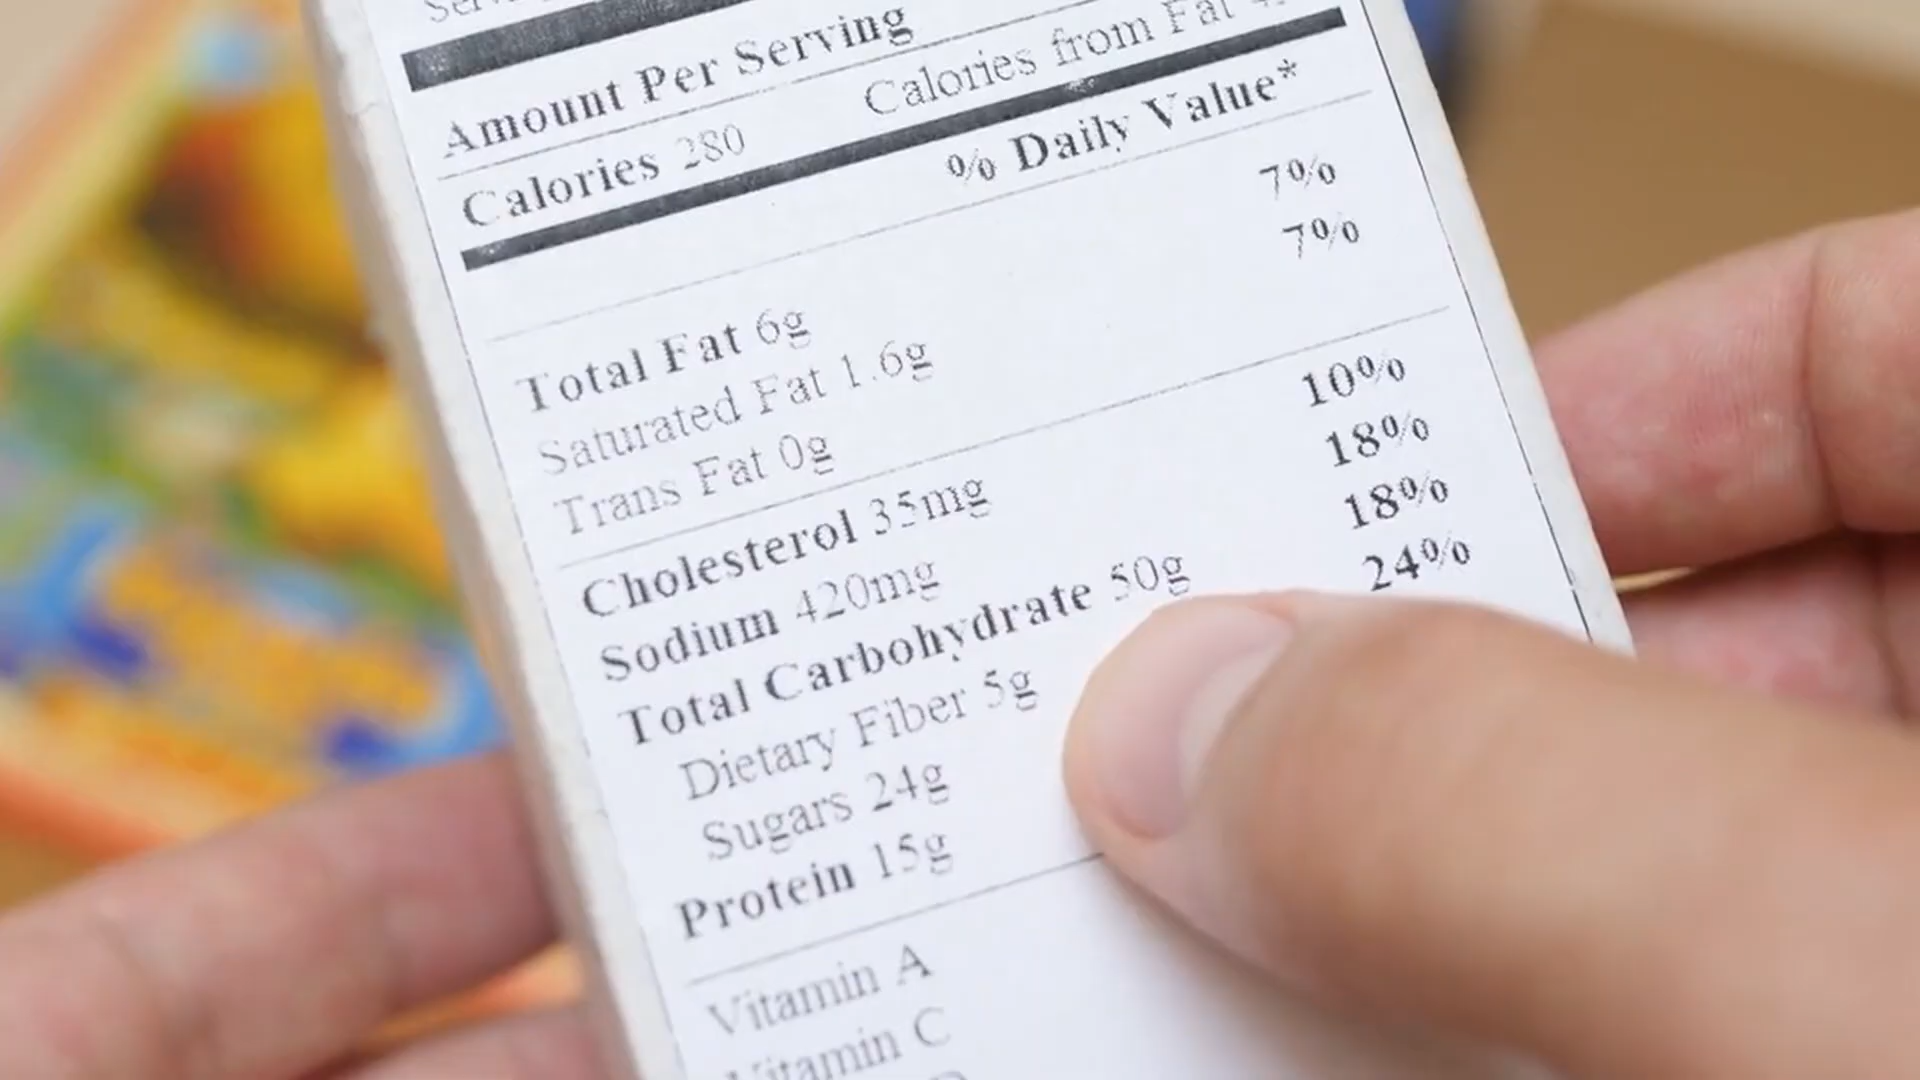 Amount Per Serving
Calories 280 Calories from Fat
% Daily Value*
Total Fat 6g 7%
Saturated Fat 1.6g 7%
Trans Fat 0g
Cholesterol 35mg 10%
Sodium 420mg 18%
Total Carbohydrate 50g 18%
Dietary Fiber 5g 24%
Sugars 24g
Protein 15g
Vitamin A
Vitamin C